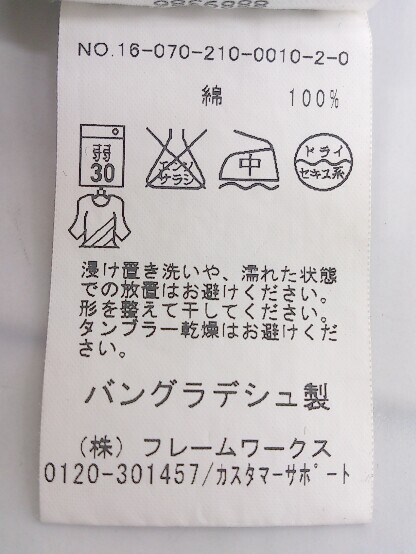 NO.16-070-210-0010-2-0
綿 100%
弱
30
エンソ
サラシ
中
ドライ
セキユ系
浸け置き洗いや、濡れた状態
での放置はお避けください。
形を整えて干してください。
タンブラー乾燥はお避けくだ
さい。
バングラデシュ製
(株)フレームワークス
0120-301457/カスタマーサポート